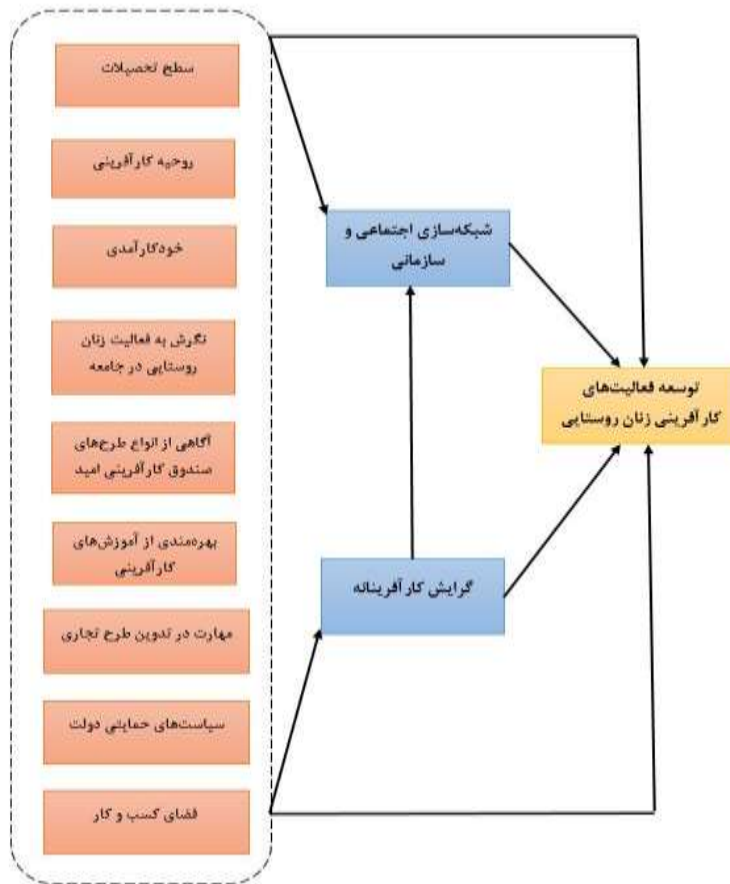 سطح تحصیلات
روحیه کارآفرینی
خودکارآمدی
نگرش به فعالیت زنان
روستایی در جامعه
آگاهی از انواع طرح‌های
صندوق کارآفرینی امید
بهره‌مندی از آموزش‌های
کارآفرینی
مهارت در تدوین طرح تجاری
سیاست‌های حمایتی دولت
فضای کسب و کار
شبکه‌سازی اجتماعی و
سازمانی
گرایش کارآفرینانه
توسعه فعالیت‌های
کارآفرینی زنان روستایی